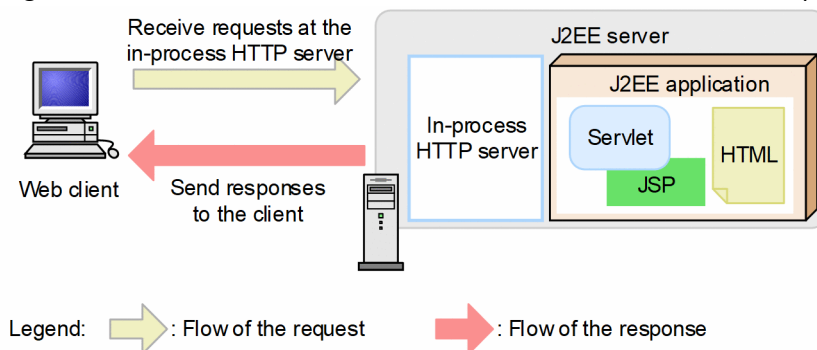 Receive requests at the
in-process HTTP server
J2EE server
J2EE application
In-process
HTTP server
Servlet
JSP
HTML
Web client
Send responses
to the client
Legend:
: Flow of the request
: Flow of the response